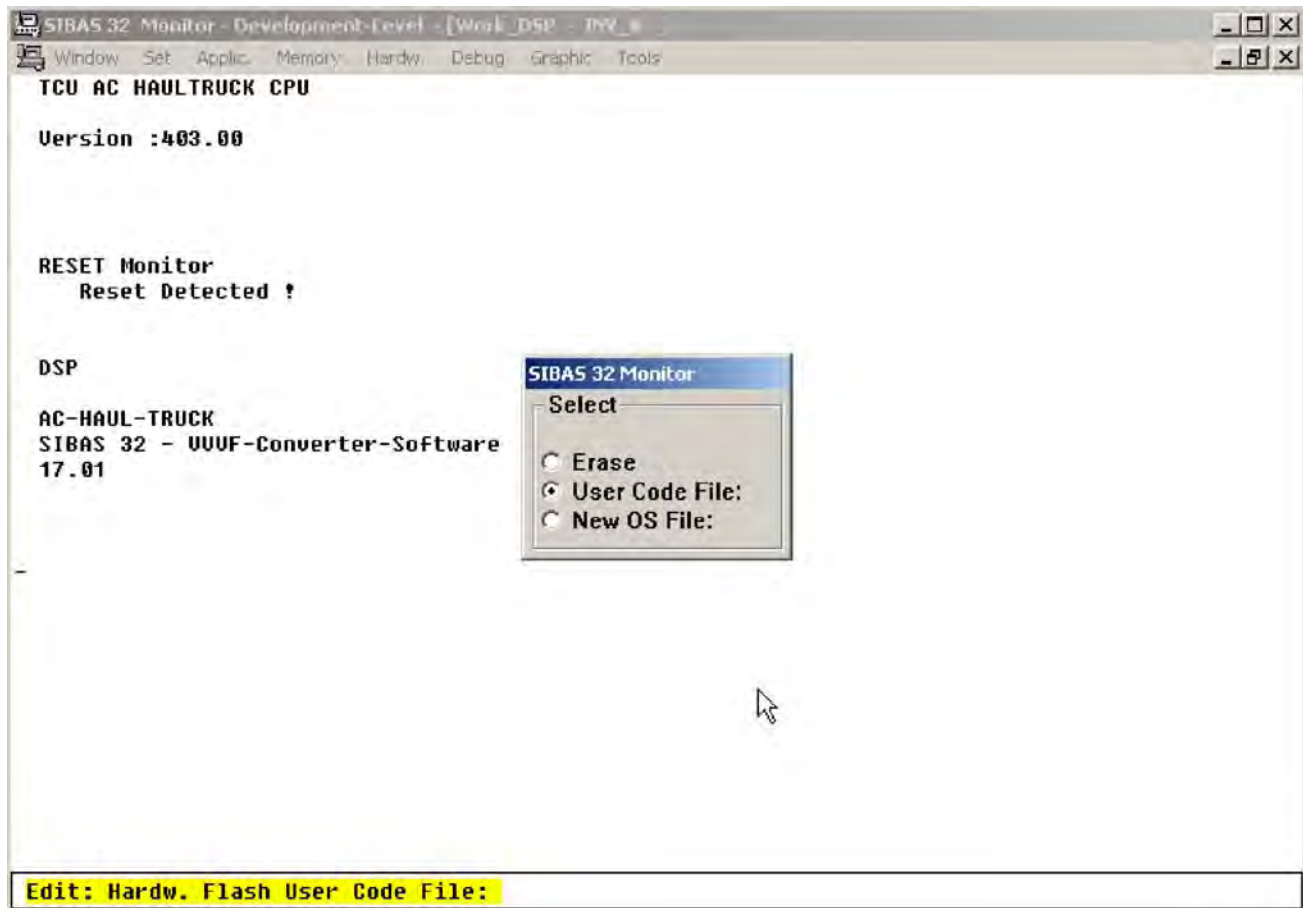 SIBAS 32 Monitor - Development-Level - [Work_DSP -
Window Set Applic. Memory Hardw. Debug Graphic Tools
TCU AC HAULTRUCK CPU
Version :403.00
RESET Monitor
Reset Detected !
DSP
AC-HAUL-TRUCK
SIBAS 32 - VVVF-Converter-Software
17.01
SIBAS 32 Monitor
Select
Erase
User Code File:
New OS File:
Edit: Hardw. Flash User Code File: